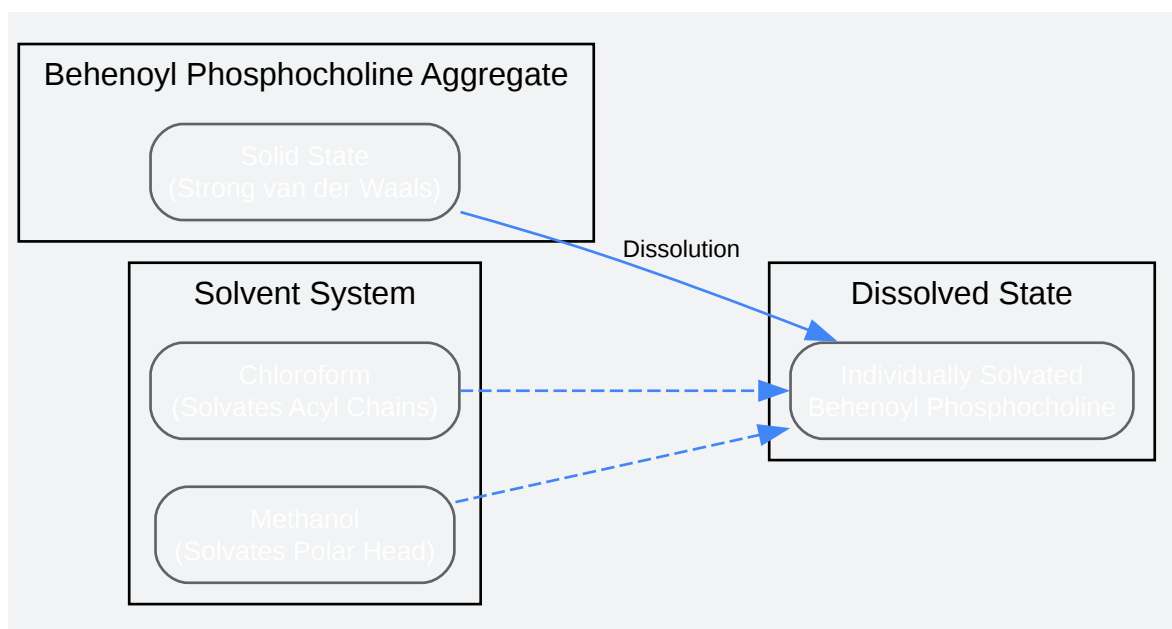 Behenoyl Phosphocholine Aggregate
Solid State
(Strong van der Waals)
Dissolution
Solvent System
Chloroform
(Solvates Acyl Chains)
Methanol
(Solvates Polar Head)
Dissolved State
Individually Solvated
Behenoyl Phosphocholine